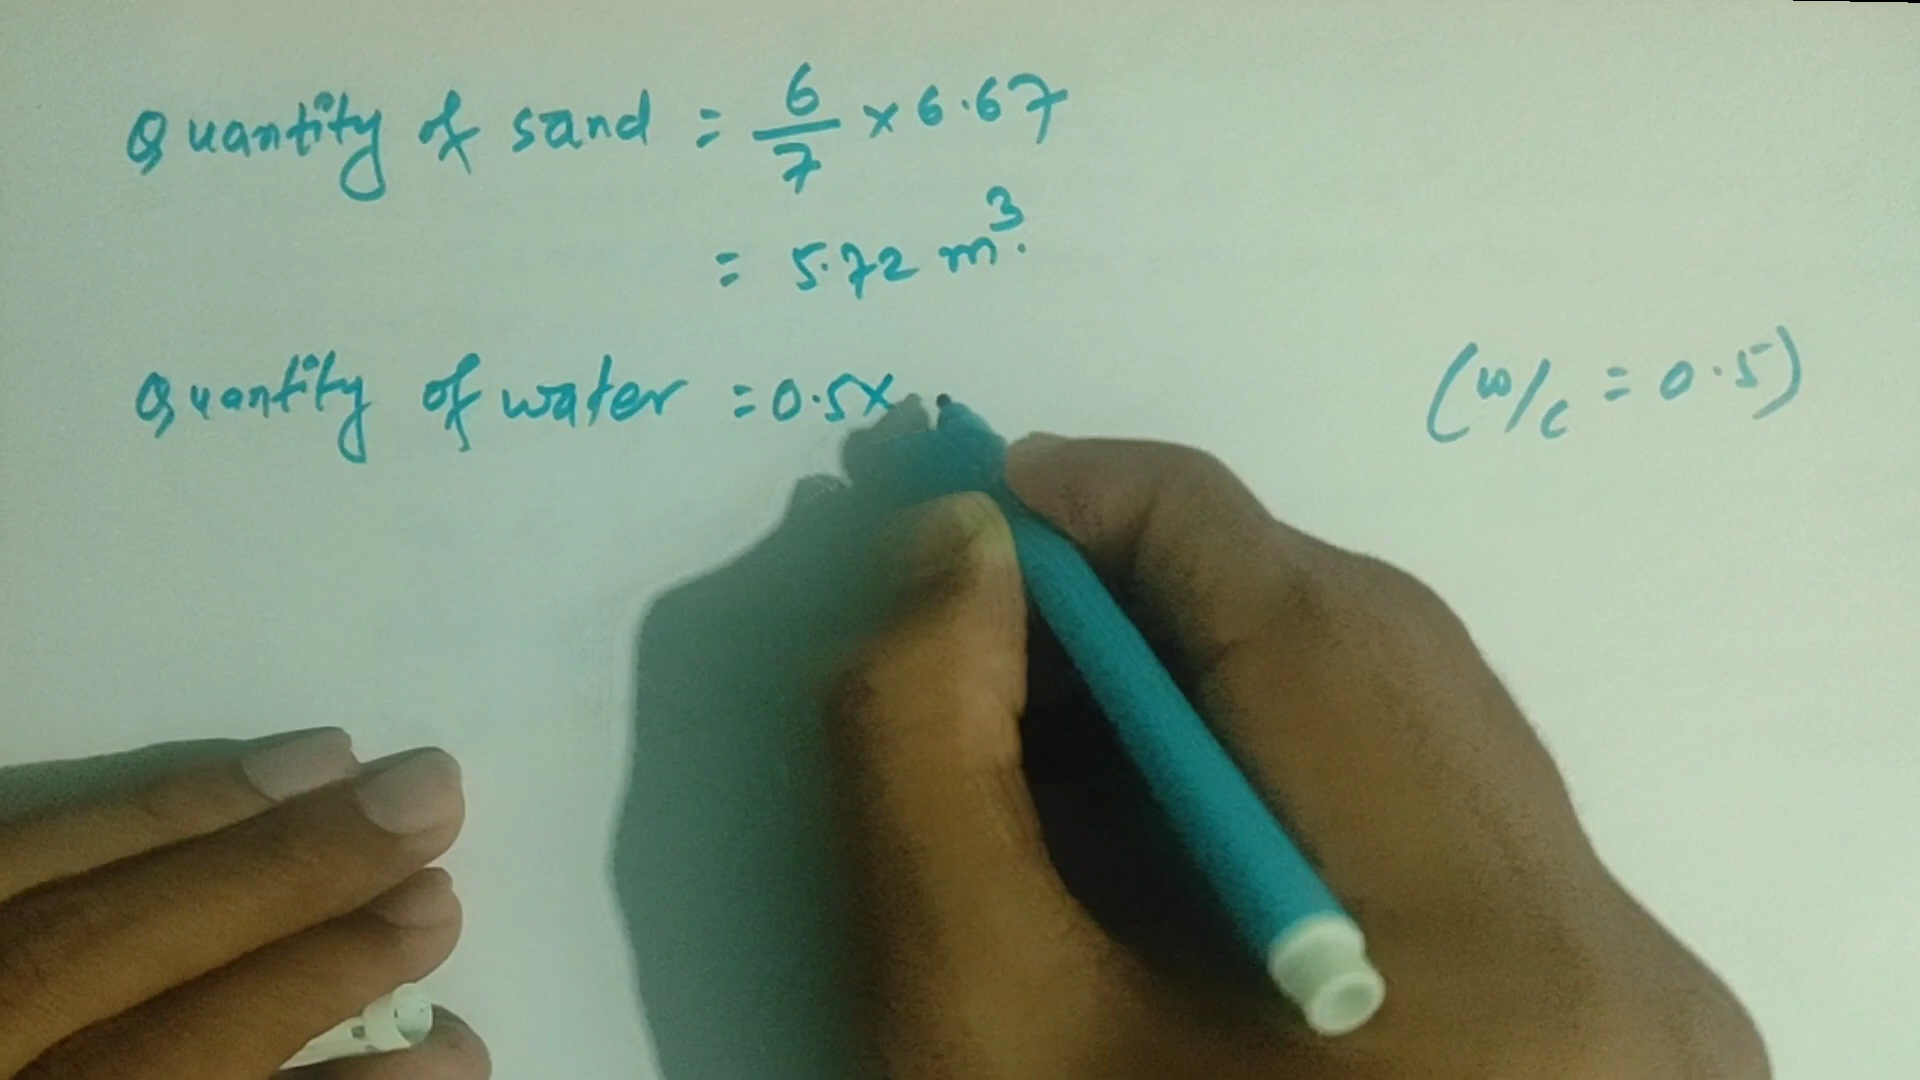 Quantity of sand = 6/7 × 6.67
= 5.72 m³.
Quantity of water = 0.5× (w/c = 0.5)